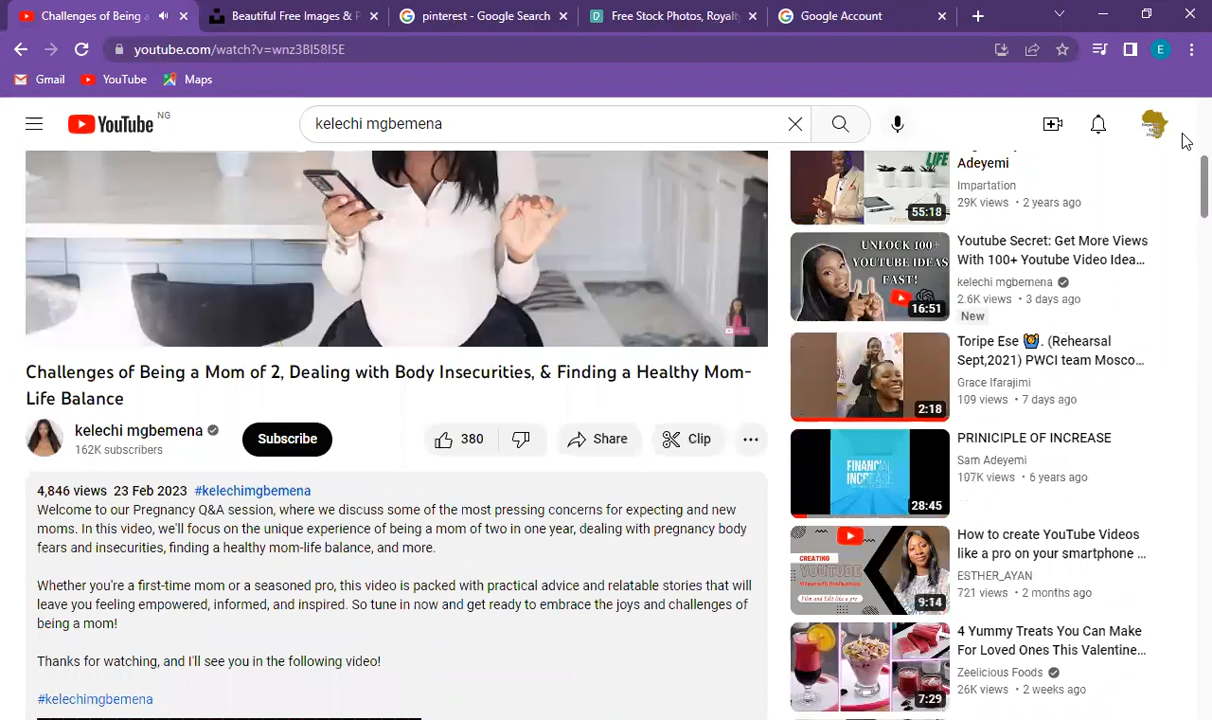 Challenges of Being a
Beautiful Free Images & P
pinterest - Google Search
Free Stock Photos, Royalty
Google Account
youtube.com/watch?v=wnz3BI58I5E
E
Gmail
YouTube
Maps
YouTube
NG
kelechi mgbemena
Adeyemi
Impartation
29K views • 2 years ago
LIFE
55:18
Youtube Secret: Get More Views
With 100+ Youtube Video Idea...
kelechi mgbemena
2.6K views • 3 days ago
New
UNLOCK 100+
YOUTUBE IDEAS
FAST!
16:51
Toripe Ese 🙆‍♂️. (Rehearsal
Sept,2021) PWCI team Mosco...
Grace Ifarajimi
109 views • 7 days ago
2:18
PRINICIPLE OF INCREASE
Sam Adeyemi
107K views • 6 years ago
FINANCIAL
INCREASE
28:45
How to create YouTube Videos
like a pro on your smartphone ...
ESTHER_AYAN
721 views • 2 months ago
CREATING
YOUTUBE
9:14
4 Yummy Treats You Can Make
For Loved Ones This Valentine...
Zeelicious Foods
26K views • 2 weeks ago
7:29
Challenges of Being a Mom of 2, Dealing with Body Insecurities, & Finding a Healthy Mom-
Life Balance
kelechi mgbemena
162K subscribers
Subscribe
380
Share
Clip
4,846 views 23 Feb 2023 #kelechimgbemena
Welcome to our Pregnancy Q&A session, where we discuss some of the most pressing concerns for expecting and new
moms. In this video, we'll focus on the unique experience of being a mom of two in one year, dealing with pregnancy body
fears and insecurities, finding a healthy mom-life balance, and more.
Whether you're a first-time mom or a seasoned pro, this video is packed with practical advice and relatable stories that will
leave you feeling empowered, informed, and inspired. So tune in now and get ready to embrace the joys and challenges of
being a mom!
Thanks for watching, and I'll see you in the following video!
#kelechimgbemena